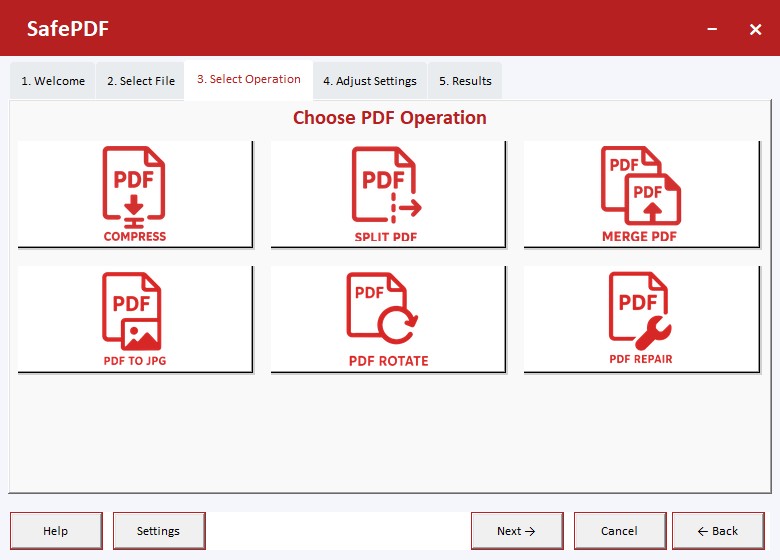 SafePDF
1. Welcome
2. Select File
3. Select Operation
4. Adjust Settings
5. Results
Choose PDF Operation
PDF
COMPRESS
PDF
SPLIT PDF
PDF
PDF
MERGE PDF
PDF
PDF TO JPG
PDF
PDF ROTATE
PDF
PDF REPAIR
Help
Settings
Next →
Cancel
← Back